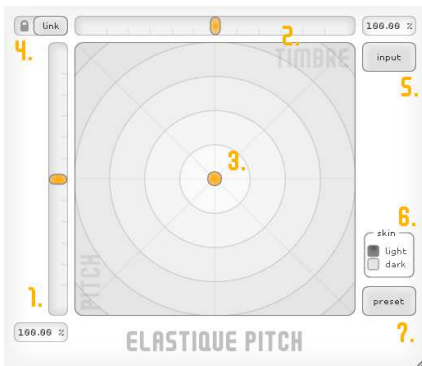 link
100.00 %
2.
4.
TIMBRE
input
5.
3.
6.
skin
light
dark
1.
PITCH
preset
100.00 %
ELASTIQUE PITCH
7.